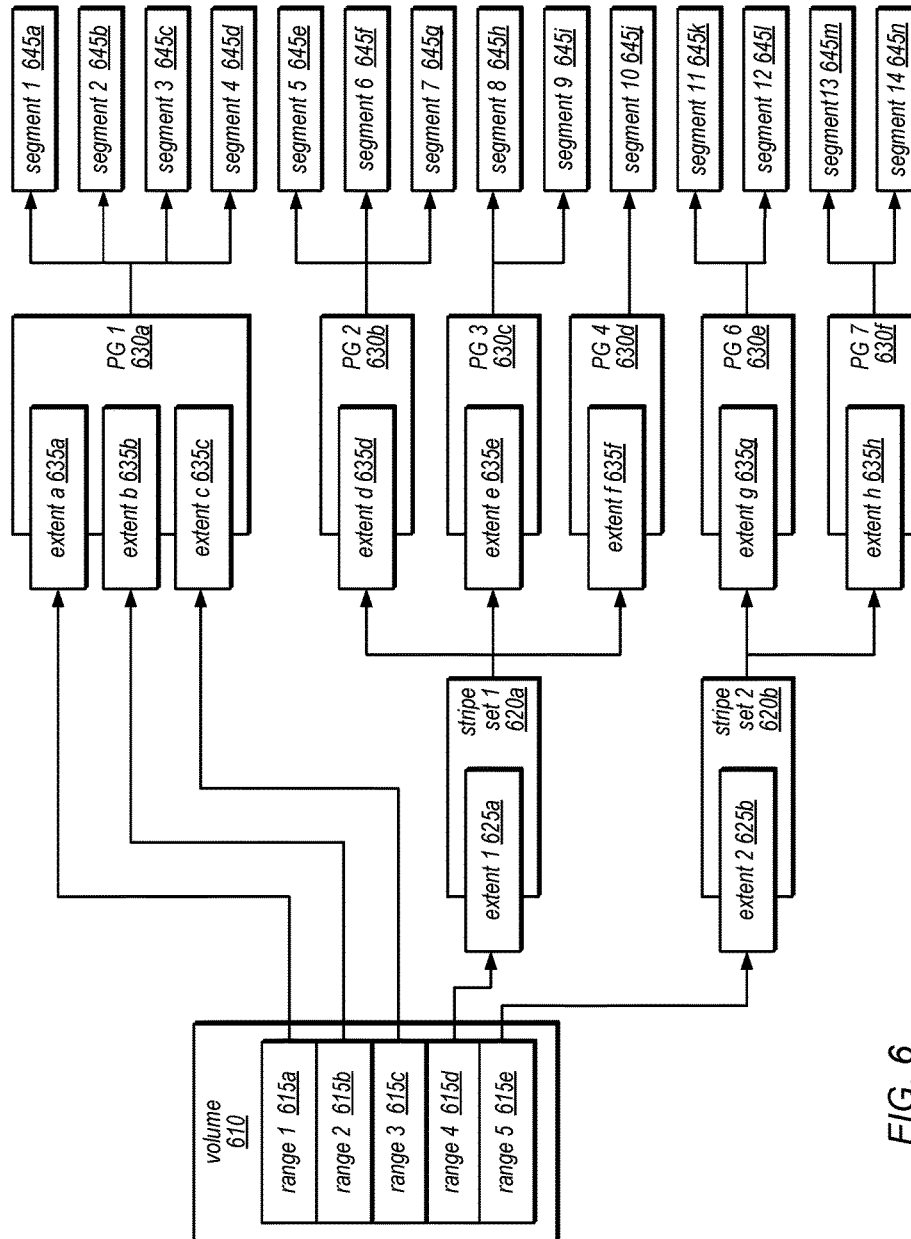 volume
610
range 1 615a
range 2 615b
range 3 615c
range 4 615d
range 5 615e
extent 1 625a
stripe
set 1
620a
extent 2 625b
stripe
set 2
620b
extent a 635a
extent b 635b
extent c 635c
PG 1
630a
extent d 635d
PG 2
630b
extent e 635e
PG 3
630c
extent f 635f
PG 4
630d
extent g 635g
PG 6
630e
extent h 635h
PG 7
630f
segment 1 645a
segment 2 645b
segment 3 645c
segment 4 645d
segment 5 645e
segment 6 645f
segment 7 645g
segment 8 645h
segment 9 645i
segment 10 645j
segment 11 645k
segment 12 645l
segment13 645m
segment 14 645n
FIG. 6